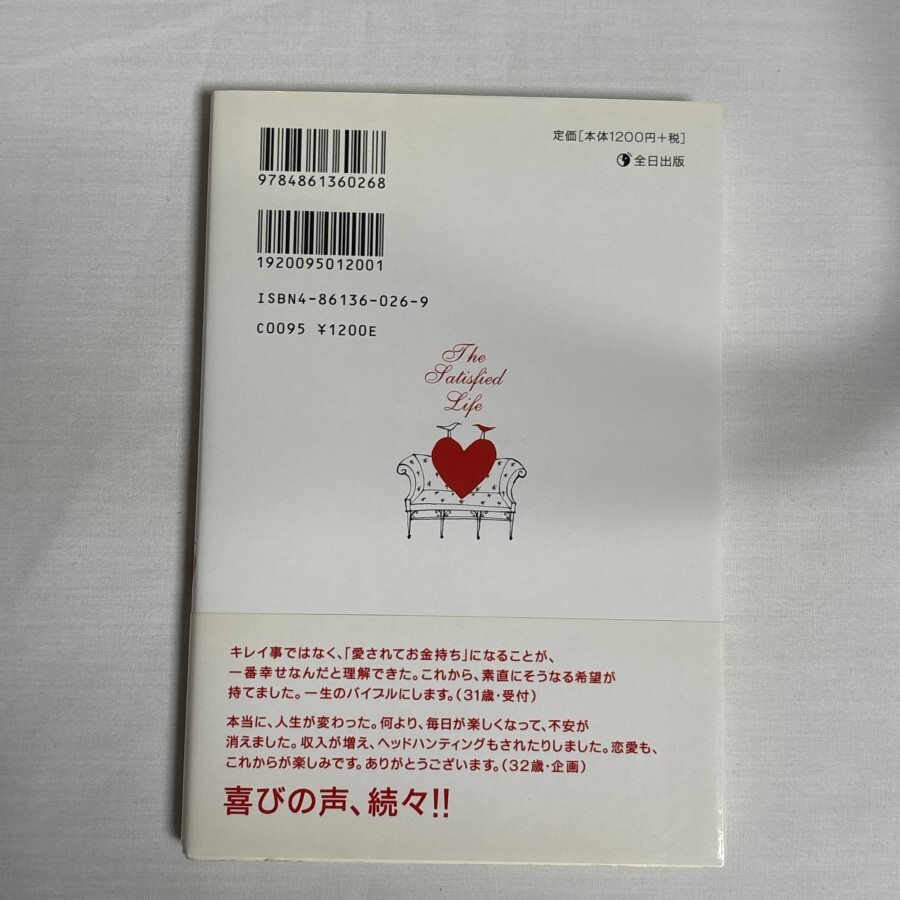 9784861360268
定価[本体1200円+税]
全日出版
1920095012001
ISBN4-86136-026-9
C0095 ¥1200E
The
Satisfied
Life
キレイ事ではなく、「愛されてお金持ち」になることが、
一番幸せなんだと理解できた。これから、素直にそうなる希望が
持てました。一生のバイブルにします。(31歳・受付)
本当に、人生が変わった。何より、毎日が楽しくなって、不安が
消えました。収入が増え、ヘッドハンティングもされたりしました。恋愛も、
これからが楽しみです。ありがとうございます。(32歳・企画)
喜びの声、続々!!